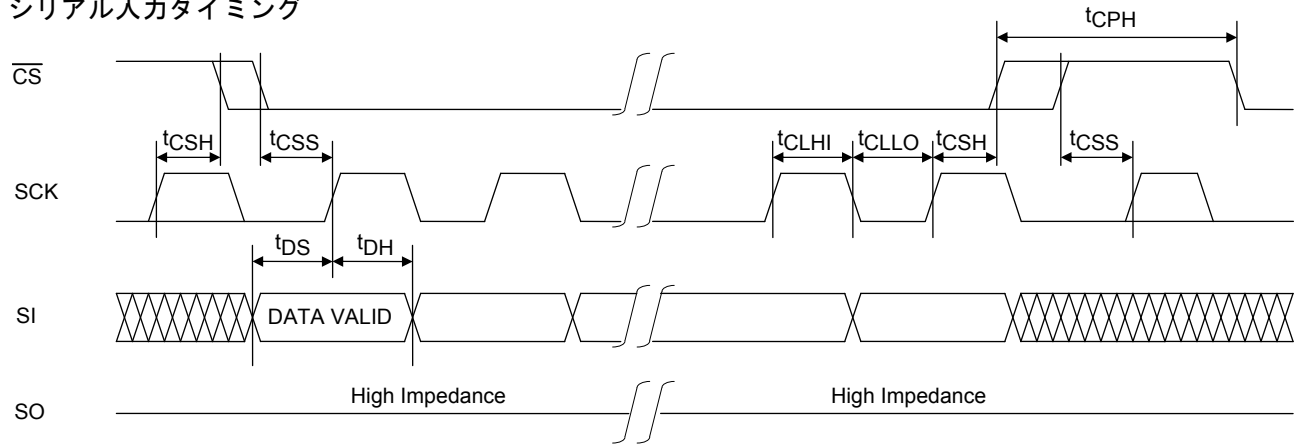 シリアル入力タイミング
tCPH
CS
tCSH
tCSS
tCLHI
tCLLO
tCSH
tCSS
SCK
tDS
tDH
SI
DATA VALID
High Impedance
High Impedance
SO